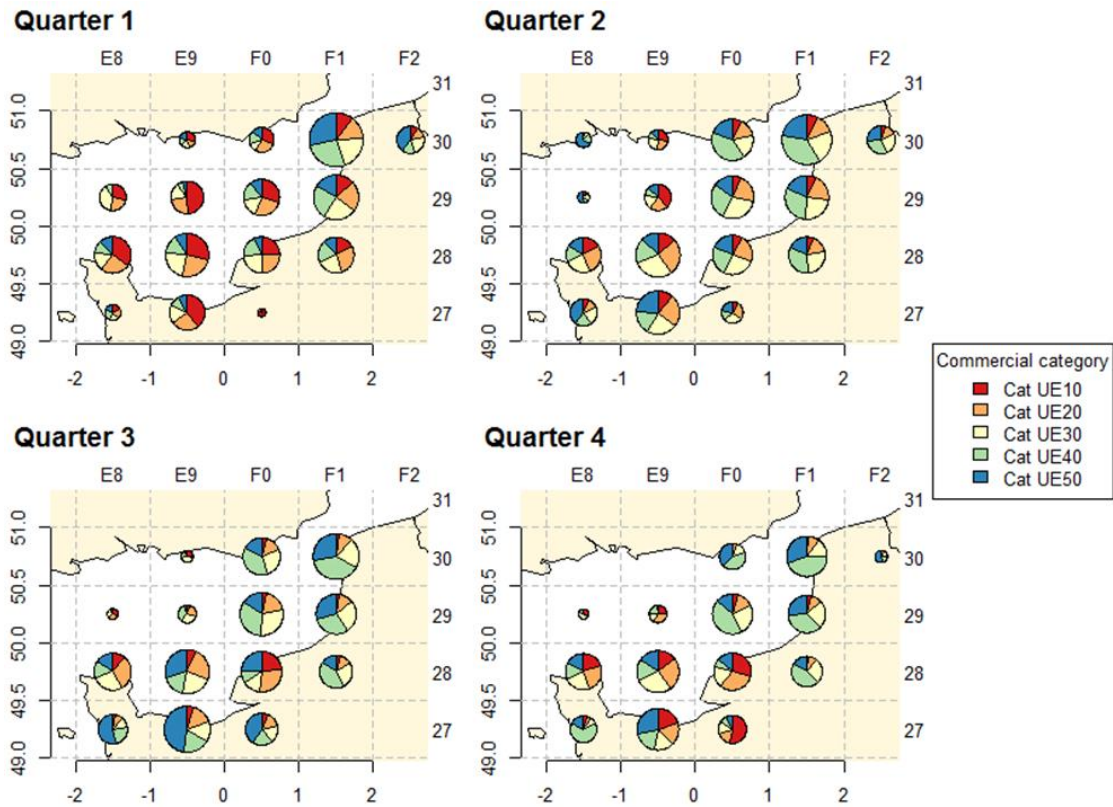 Quarter 1
E8 E9 F0 F1 F2
51.0 50.5 50.0 49.5 49.0
31
30
29
28
27
-2 -1 0 1 2
Quarter 2
E8 E9 F0 F1 F2
51.0 50.5 50.0 49.5 49.0
31
30
29
28
27
-2 -1 0 1 2
Commercial category
Cat UE10
Cat UE20
Cat UE30
Cat UE40
Cat UE50
Quarter 3
E8 E9 F0 F1 F2
51.0 50.5 50.0 49.5 49.0
31
30
29
28
27
-2 -1 0 1 2
Quarter 4
E8 E9 F0 F1 F2
51.0 50.5 50.0 49.5 49.0
31
30
29
28
27
-2 -1 0 1 2